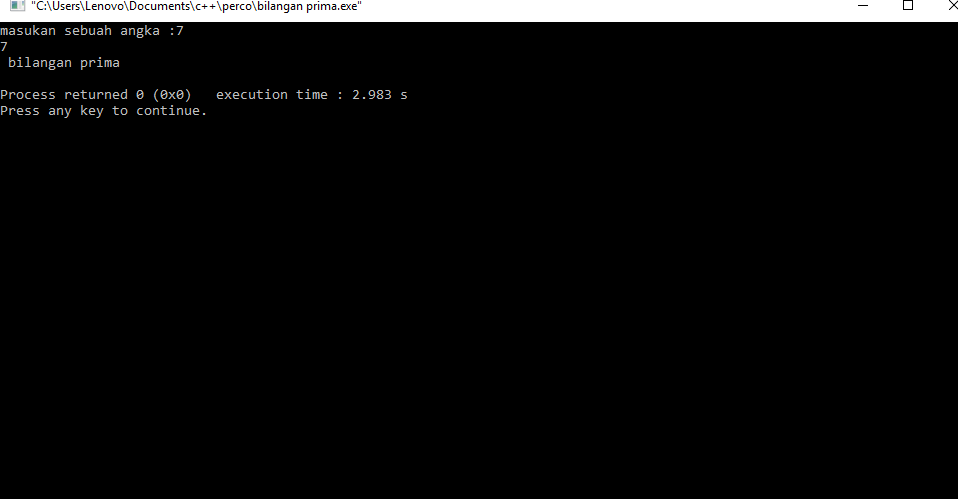 "C:\Users\Lenovo\Documents\c++\perco\bilangan prima.exe"
masukan sebuah angka :7
7
 bilangan prima
Process returned 0 (0x0)   execution time : 2.983 s
Press any key to continue.